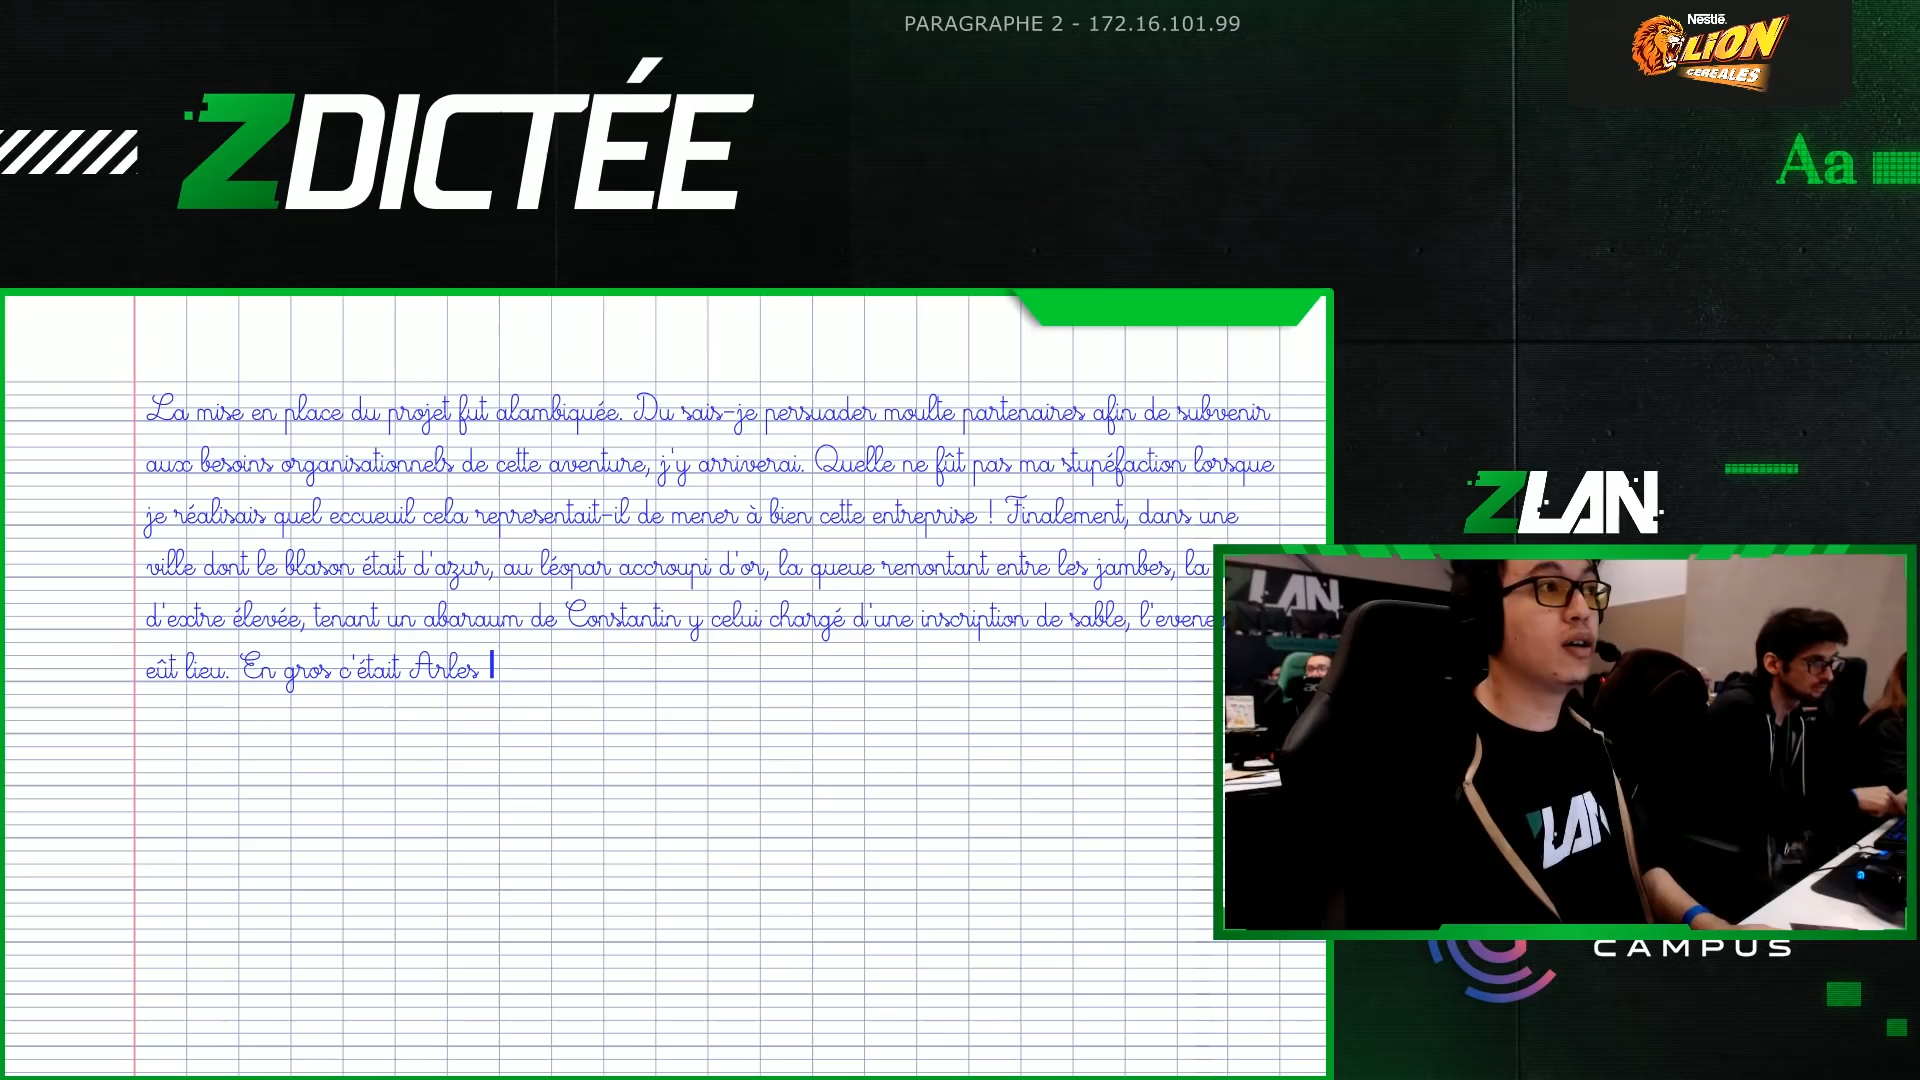 PARAGRAPHE 2 - 172.16.101.99
Nestlé
LION
CEREALES
ZDICTÉE
Aa
La mise en place du projet fut alambiquée. Du sais-je persuader moulte partenaires afin de subvenir
aux besoins organisationnels de cette aventure, j'y arriverai. Quelle ne fût pas ma stupéfaction lorsque
je réalisais quel eccueuil cela representait-il de mener à bien cette entreprise ! Finalement, dans une
ville dont le blason était d'azur, au léopar accroupi d'or, la queue remontant entre les jambes, la
d'extre élevée, tenant un abaraum de Constantin y celui chargé d'une inscription de sable,
eût lieu. En gros c'était Arles
ZLAN
LAN
ZLAN
CAMPUS